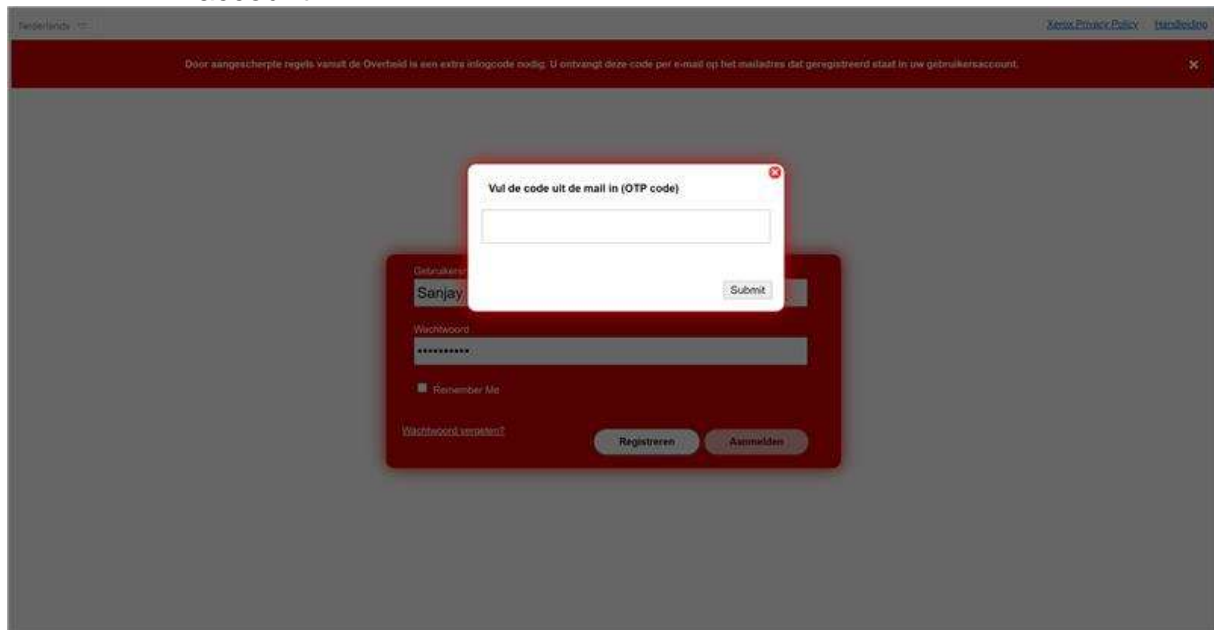 Nederlands
Xerox Privacy Policy Handleiding
Door aangescherpte regels vanuit de Overheid is een extra inlogcode nodig. U ontvangt deze code per e-mail op het mailadres dat geregistreerd staat in uw gebruikersaccount.
Vul de code uit de mail in (OTP code)
Submit
Sanjay
Wachtwoord
Remember Me
Wachtwoord vergeten?
Registreren Aanmelden